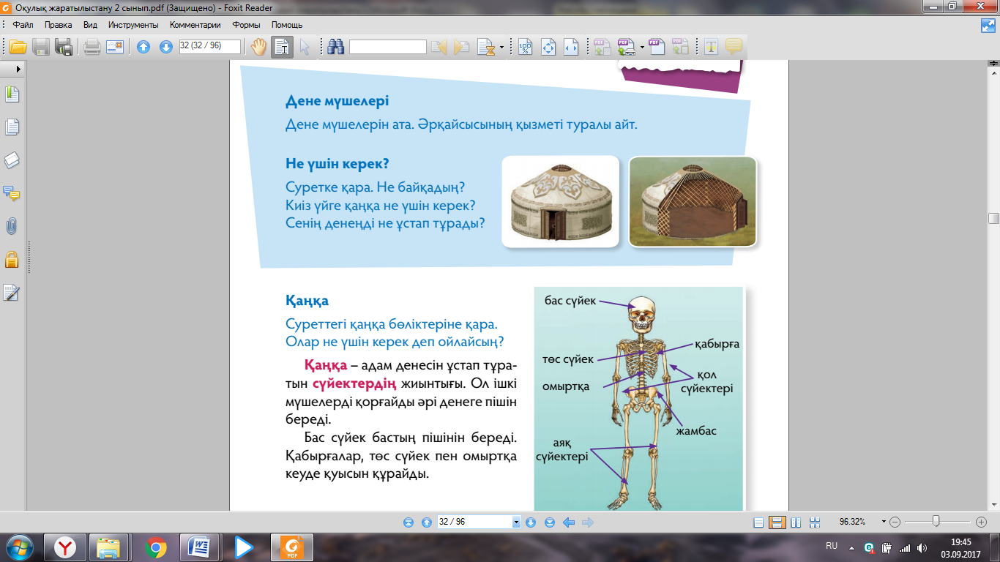 Оқулық жаратылыстану 2 сынып.pdf (Защищено) - Foxit Reader
Файл Правка Вид Инструменты Комментарии Формы Помощь
32 (32 / 96)
Дене мүшелері
Дене мүшелерін ата. Әрқайсысының қызметі туралы айт.
Не үшін керек?
Суретке қара. Не байқадың?
Киіз үйге қаңқа не үшін керек?
Сенің денеңді не ұстап тұрады?
Қаңқа
Суреттегі қаңқа бөліктеріне қара.
Олар не үшін керек деп ойлайсың?
Қаңқа – адам денесін ұстап тұра-
тын сүйектердің жиынтығы. Ол ішкі
мүшелерді қорғайды әрі денеге пішін
береді.
Бас сүйек бастың пішінін береді.
Қабырғалар, төс сүйек пен омыртқа
кеуде қуысын құрайды.
бас сүйек
қабырға
төс сүйек
қол
сүйектері
омыртқа
жамбас
аяқ
сүйектері
32 / 96
96.32%
RU
19:45
03.09.2017